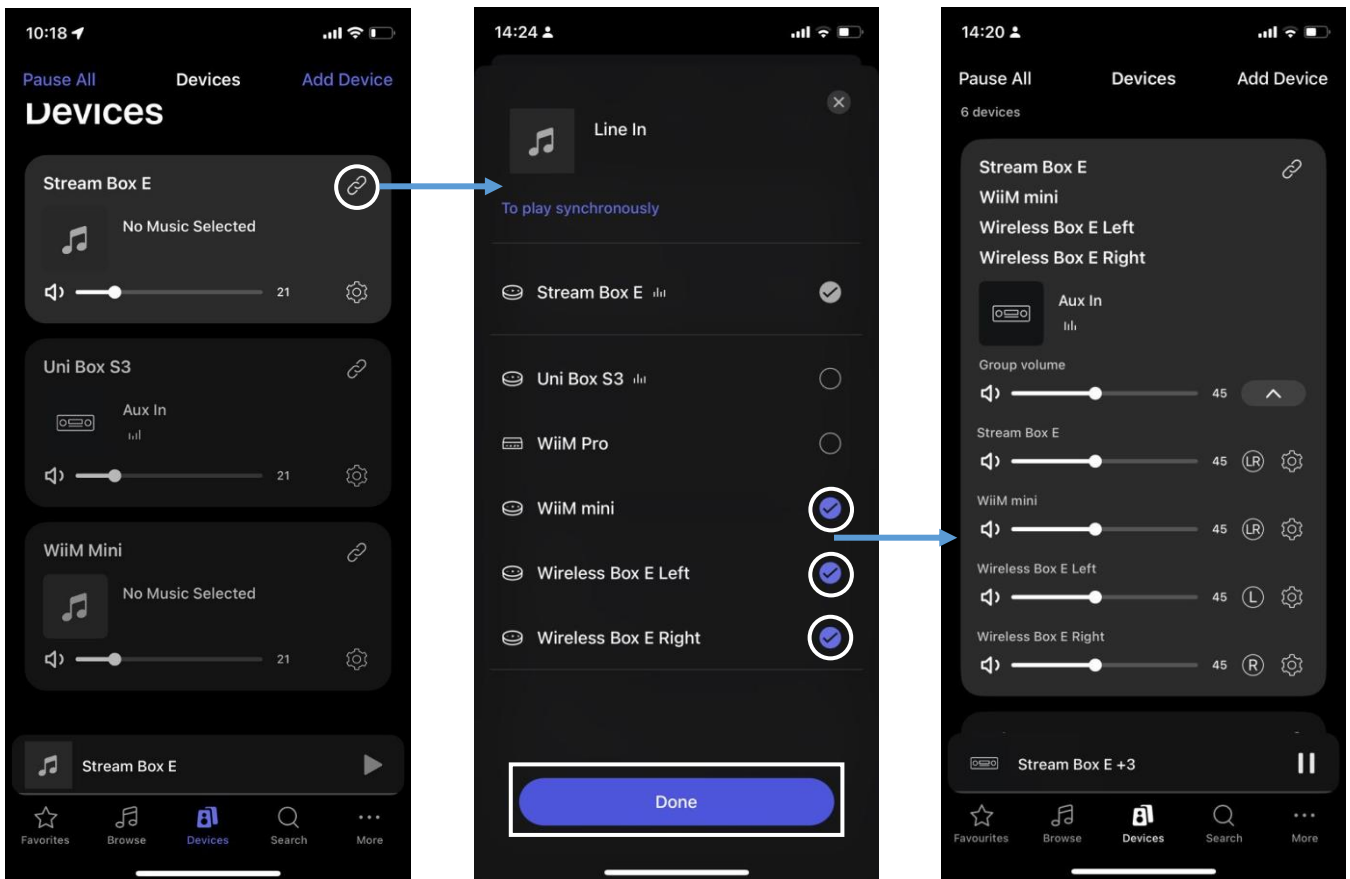 10:18
Pause All Devices Add Device
Devices
Stream Box E
No Music Selected
21
Uni Box S3
Aux In
21
WiiM Mini
No Music Selected
21
Stream Box E
Favorites Browse Devices Search More
14:24
Line In
To play synchronously
Stream Box E
Uni Box S3
WiiM Pro
WiiM mini
Wireless Box E Left
Wireless Box E Right
Done
14:20
Pause All Devices Add Device
6 devices
Stream Box E
WiiM mini
Wireless Box E Left
Wireless Box E Right
Aux In
Group volume
45
Stream Box E
45 LR
WiiM mini
45 LR
Wireless Box E Left
45 L
Wireless Box E Right
45 R
Stream Box E +3
Favourites Browse Devices Search More